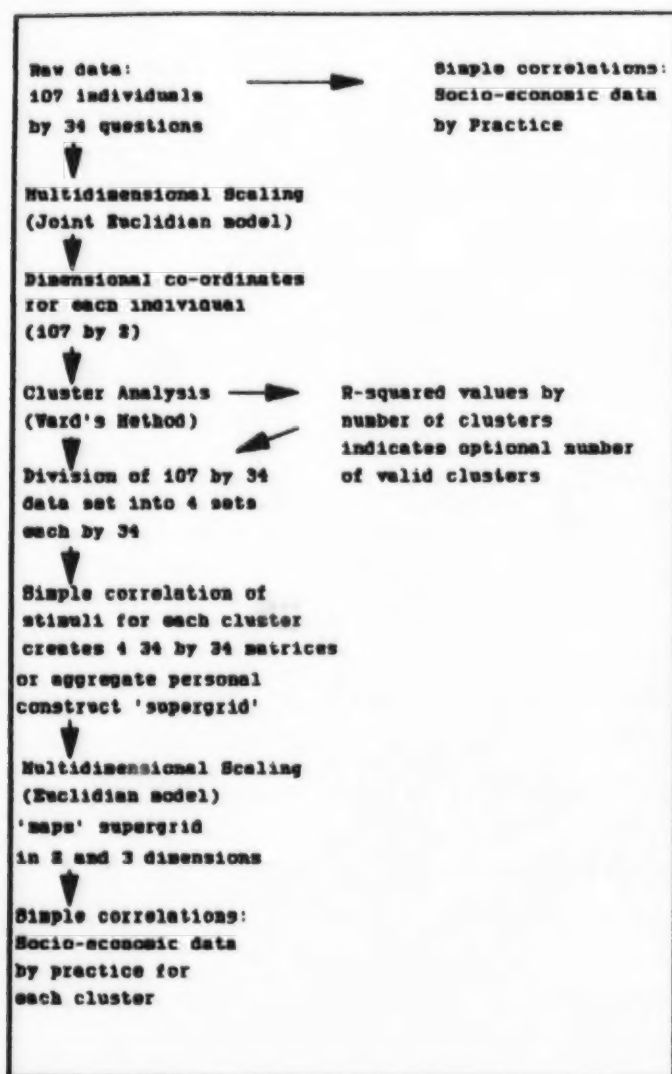 Raw data:
107 individuals
by 34 questions
Simple correlations:
Socio-economic data
by Practice
Multidimensional Scaling
(Joint Euclidian model)
Dimensional co-ordinates
for each individual
(107 by 2)
Cluster Analysis
(Ward's Method)
R-squared values by
number of clusters
indicates optional number
of valid clusters
Division of 107 by 34
data set into 4 sets
each by 34
Simple correlation of
stimuli for each cluster
creates 4 34 by 34 matrices
or aggregate personal
construct 'supergrid'
Multidimensional Scaling
(Euclidian model)
'maps' supergrid
in 2 and 3 dimensions
Simple correlations:
Socio-economic data
by practice for
each cluster